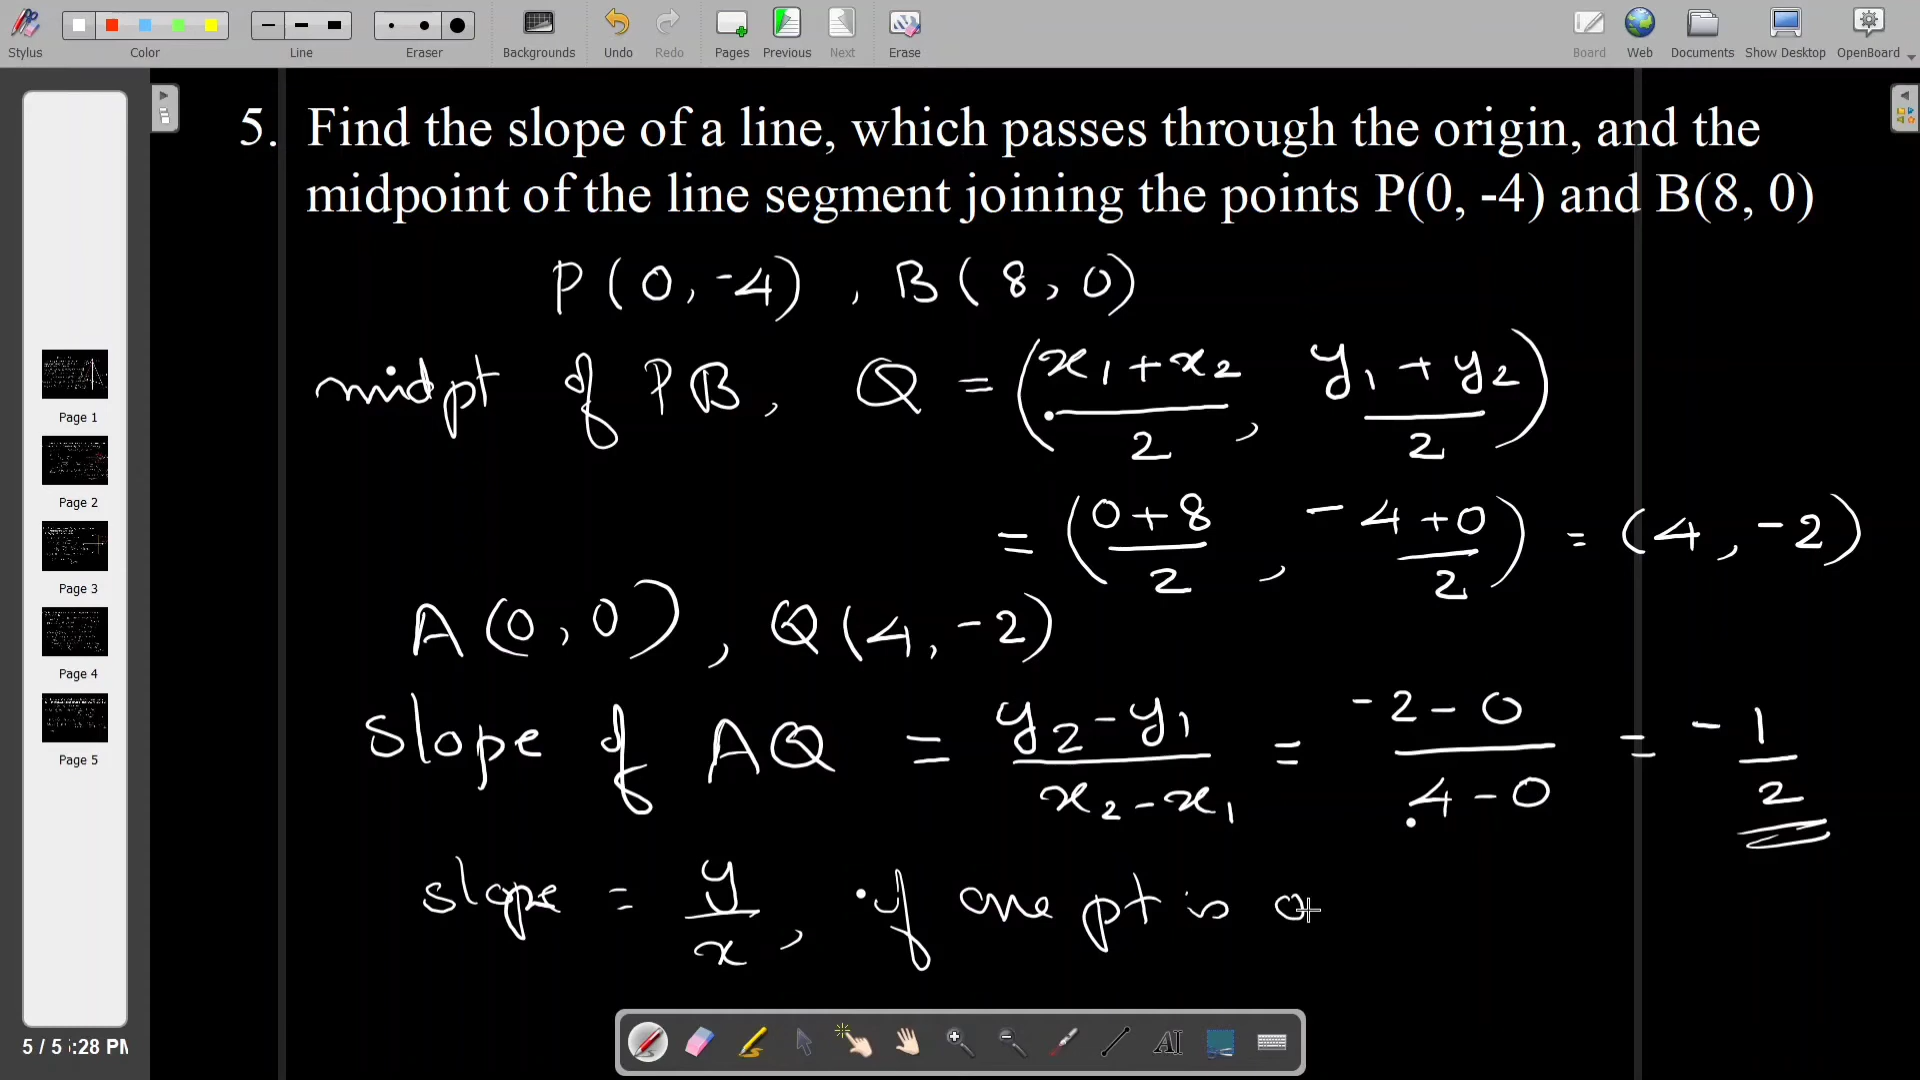 Stylus Color Line Eraser Backgrounds Undo Redo Pages Previous Next Erase Board Web Documents Show Desktop OpenBoard
5. Find the slope of a line, which passes through the origin, and the
midpoint of the line segment joining the points P(0, -4) and B(8, 0)
P(0, -4), B(8, 0)
midpt of PB, Q = (x₁+x₂/2, y₁+y₂/2)
= (0+8/2, -4+0/2) = (4, -2)
A(0,0), Q(4, -2)
Slope of AQ = y₂-y₁/x₂-x₁ = -2-0/4-0 = -1/2
slope = y/x, if one pt is
Page 1
Page 2
Page 3
Page 4
Page 5
5 / 5
:28 PM